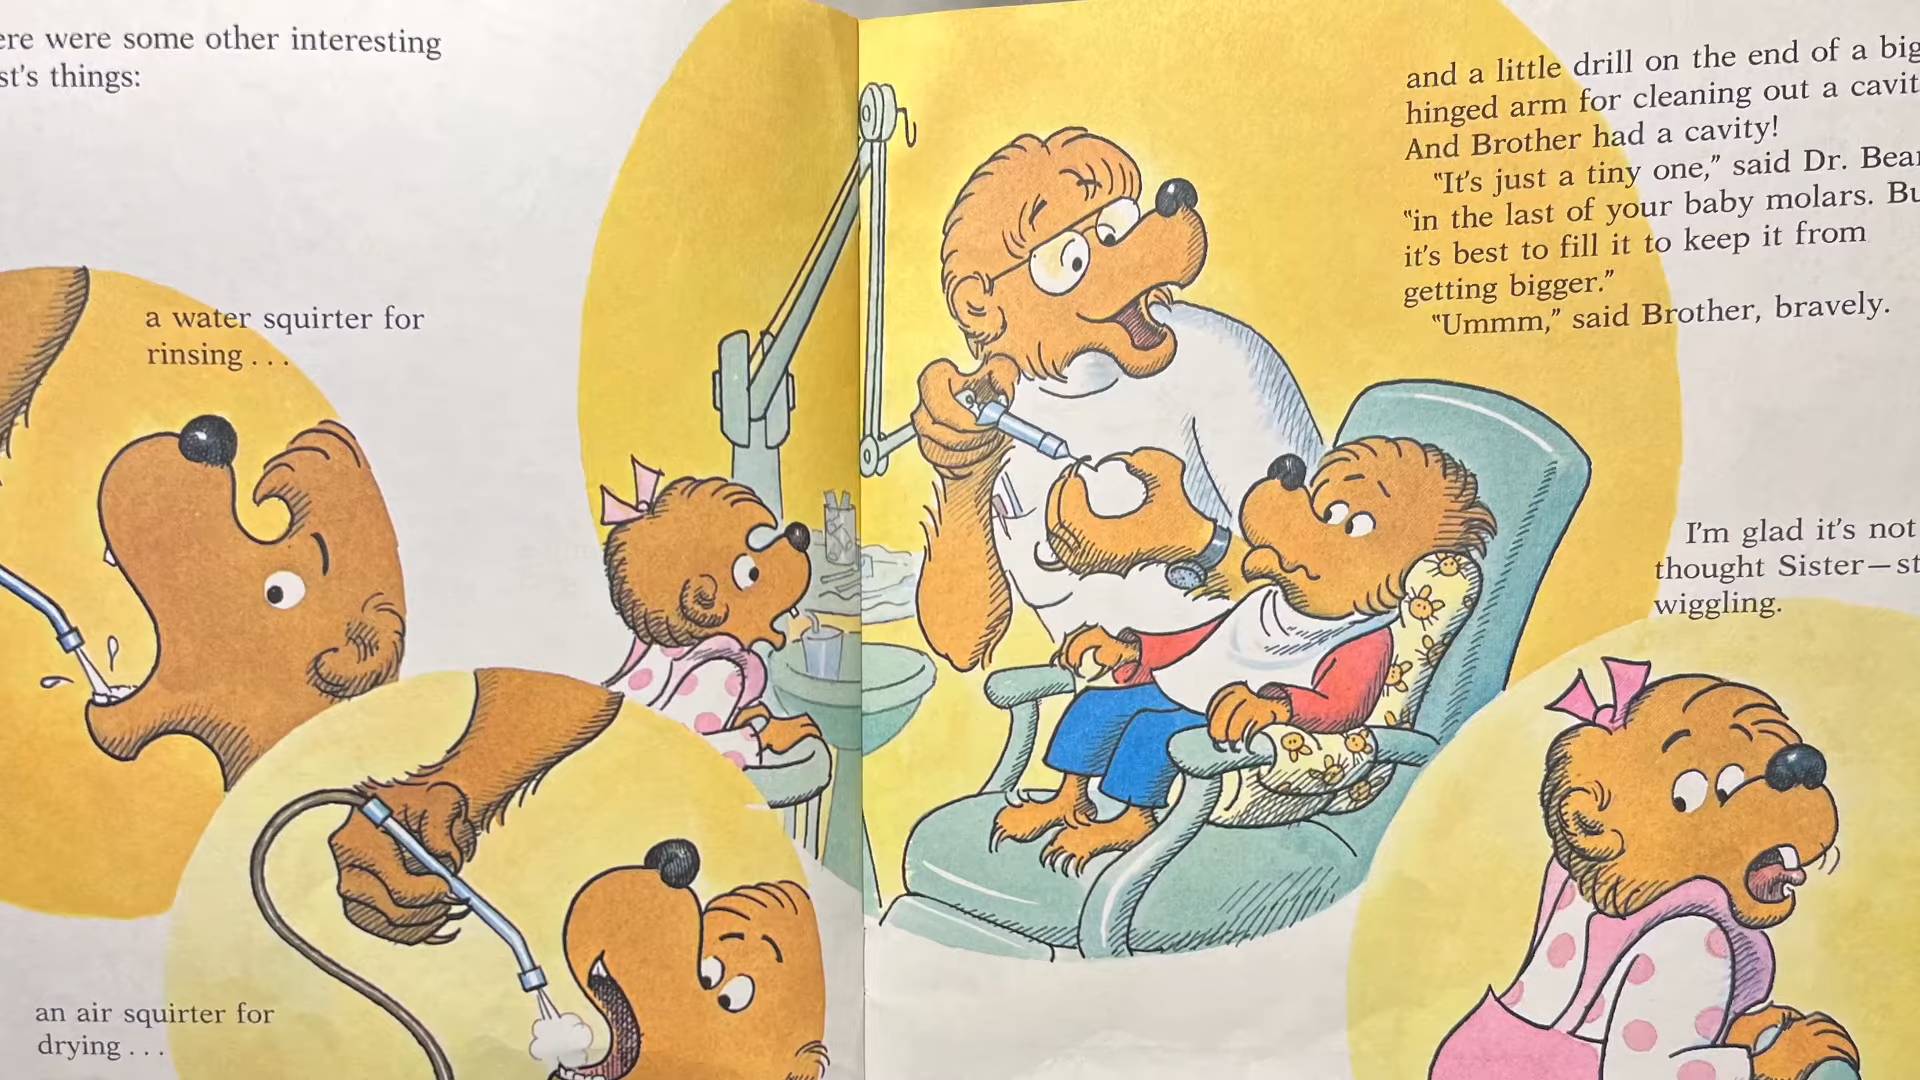 ere were some other interesting
st's things:
a water squirter for
rinsing . . .
an air squirter for
drying . . .
and a little drill on the end of a big
hinged arm for cleaning out a cavit
And Brother had a cavity!
"It's just a tiny one," said Dr. Bear
"in the last of your baby molars. Bu
it's best to fill it to keep it from
getting bigger."
"Ummm," said Brother, bravely.
I'm glad it's not
thought Sister—st
wiggling.